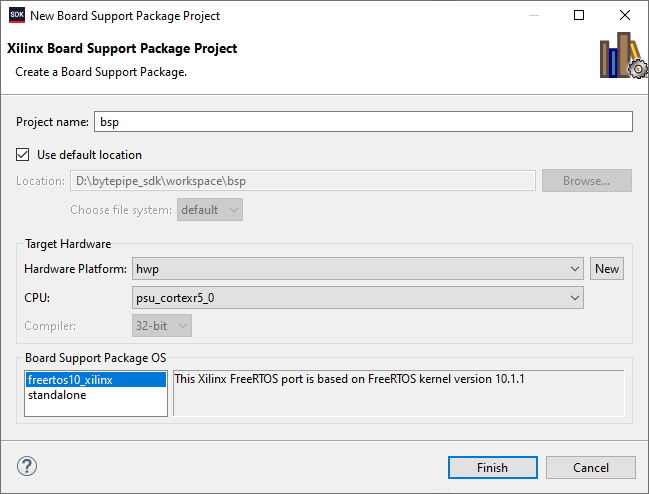 SDK New Board Support Package Project
Xilinx Board Support Package Project
Create a Board Support Package.
Project name: bsp
Use default location
Location: D:\bytepipe_sdk\workspace\bsp Browse...
Choose file system: default
Target Hardware
Hardware Platform: hwp New
CPU: psu_cortexr5_0
Compiler: 32-bit
Board Support Package OS
freertos10_xilinx This Xilinx FreeRTOS port is based on FreeRTOS kernel version 10.1.1
standalone
? Finish Cancel